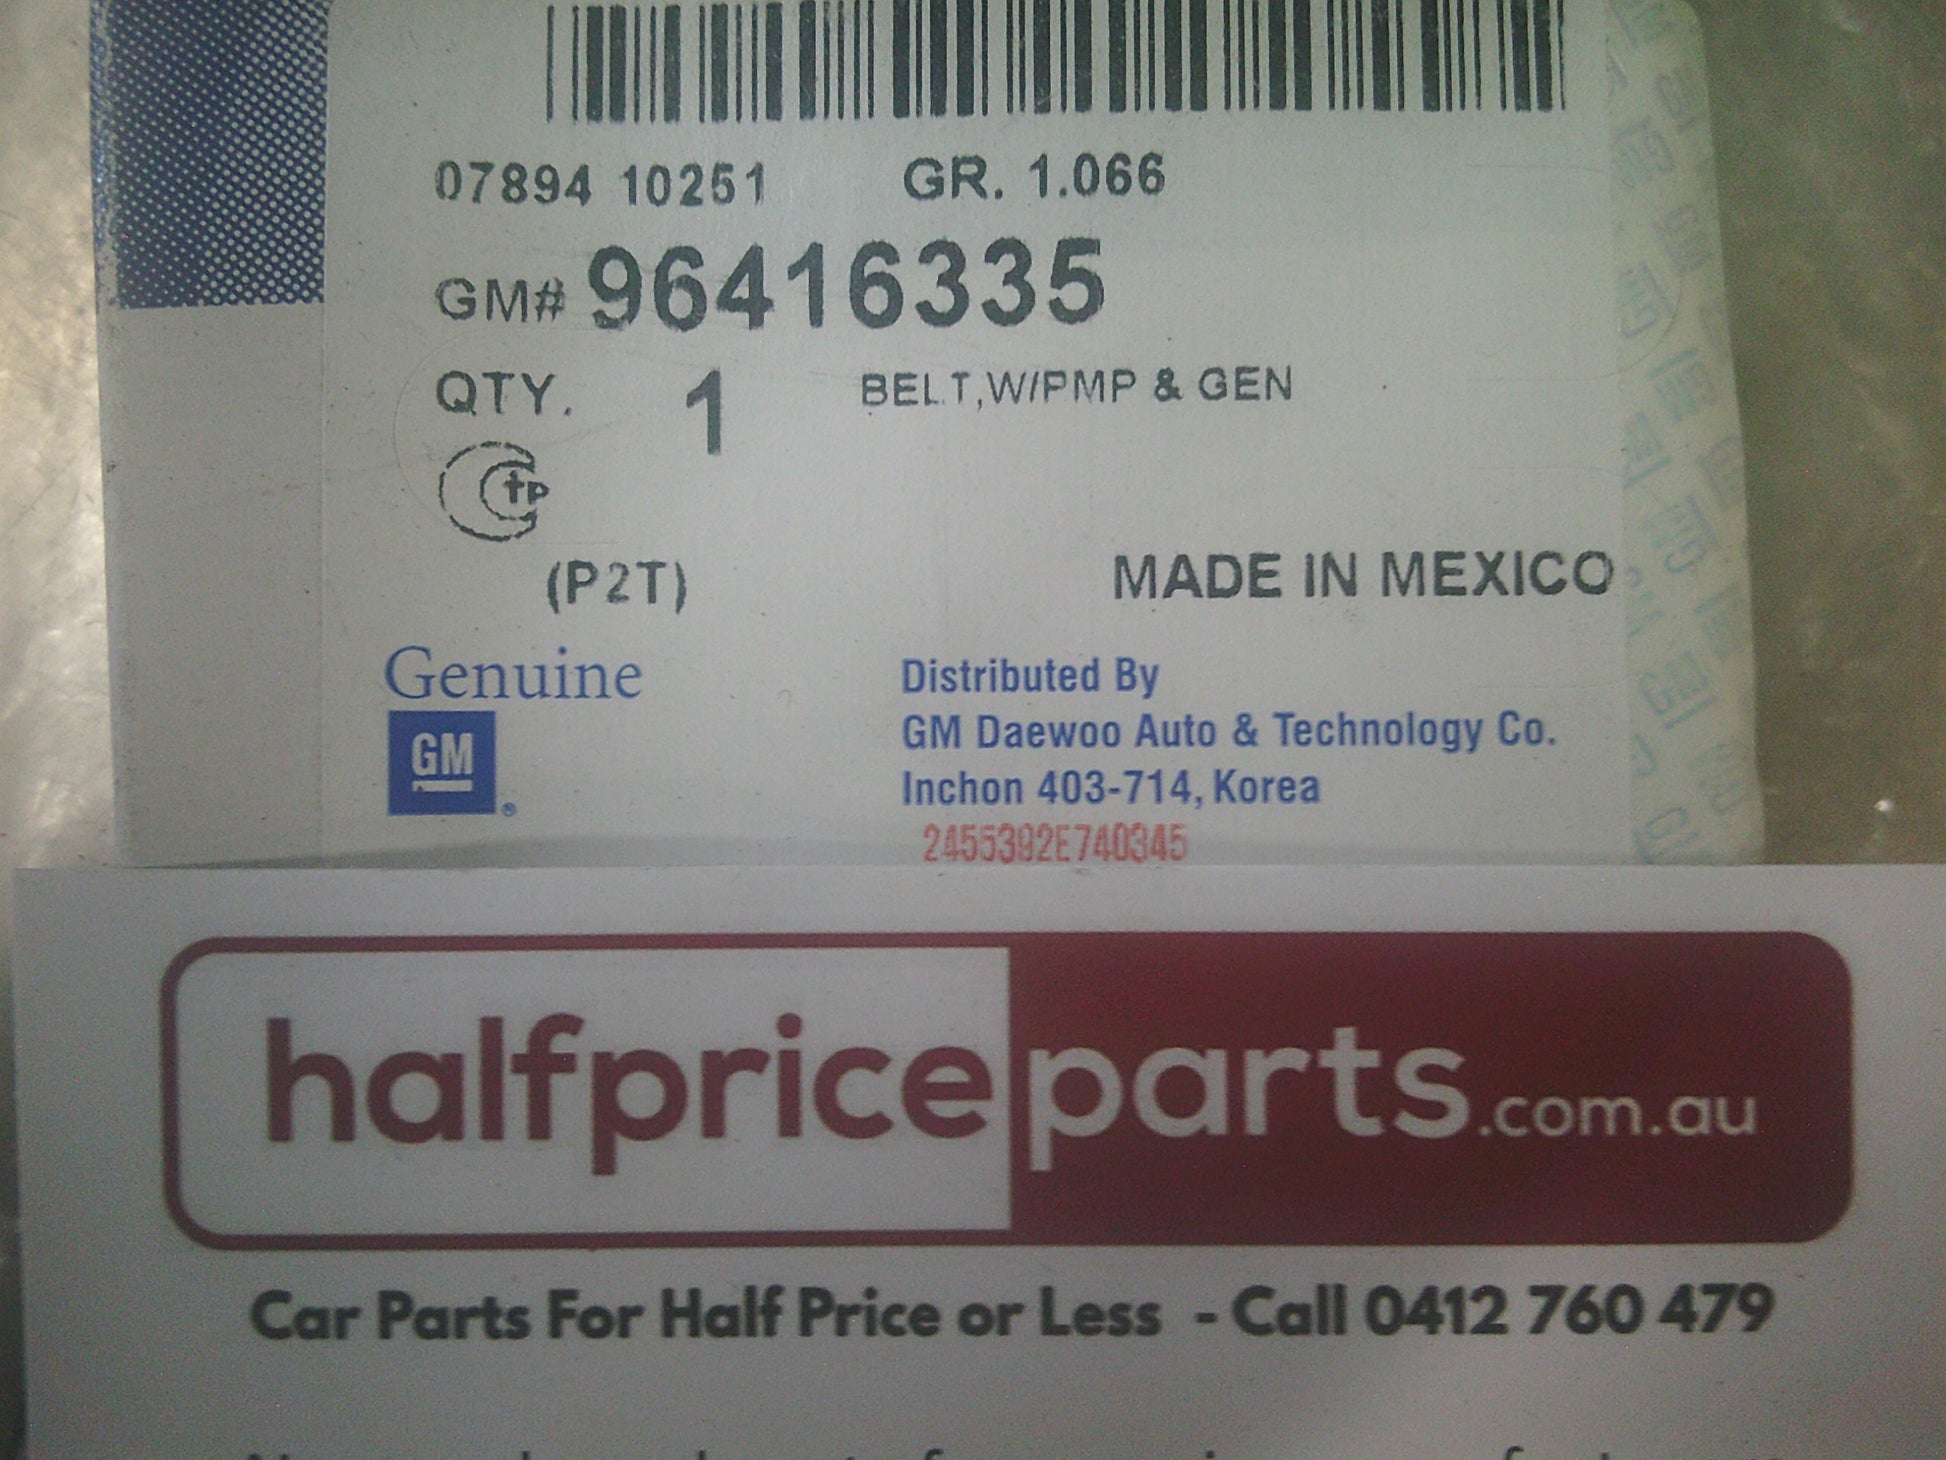 07894 10251 GR. 1.066
GM# 96416335
QTY. 1 BELT,W/PMP & GEN
(P2T) MADE IN MEXICO
Genuine
GM
Distributed By
GM Daewoo Auto & Technology Co.
Inchon 403-714, Korea
2455392E740345
halfpriceparts.com.au
Car Parts For Half Price or Less - Call 0412 760 479